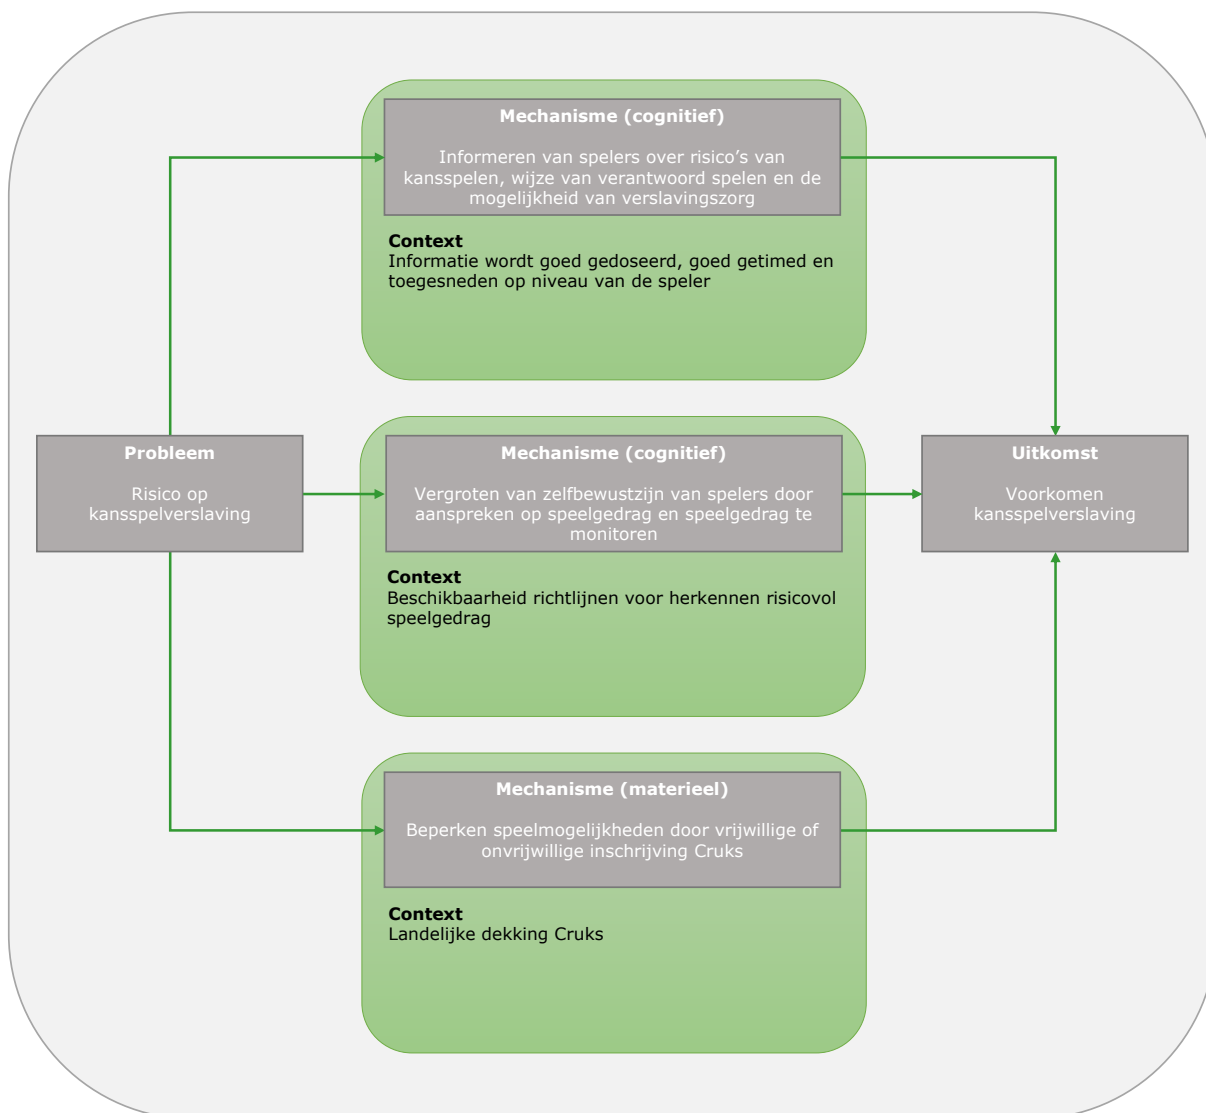 Mechanisme (cognitief)
Informeren van spelers over risico's van
kansspelen, wijze van verantwoord spelen en de
mogelijkheid van verslavingszorg
Context
Informatie wordt goed gedoseerd, goed getimed en
toegesneden op niveau van de speler
Probleem
Risico op
kansspelverslaving
Mechanisme (cognitief)
Vergroten van zelfbewustzijn van spelers door
aanspreken op speelgedrag en speelgedrag te
monitoren
Context
Beschikbaarheid richtlijnen voor herkennen risicovol
speelgedrag
Uitkomst
Voorkomen
kansspelverslaving
Mechanisme (materieel)
Beperken speelmogelijkheden door vrijwillige of
onvrijwillige inschrijving Cruks
Context
Landelijke dekking Cruks